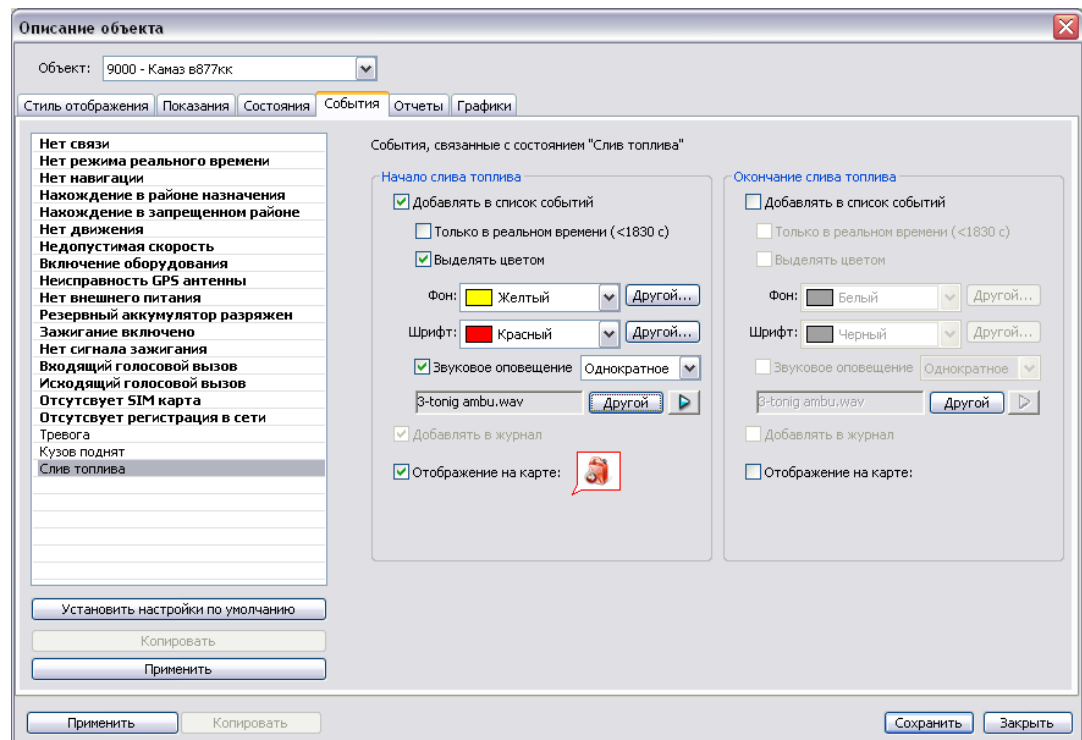 Описание объекта
Объект: 9000 - Камаз в877кк
Стиль отображения Показания Состояния События Отчеты Графики
Нет связи
Нет режима реального времени
Нет навигации
Нахождение в районе назначения
Нахождение в запрещенном районе
Нет движения
Недопустимая скорость
Включение оборудования
Неисправность GPS антенны
Нет внешнего питания
Резервный аккумулятор разряжен
Зажигание включено
Нет сигнала зажигания
Входящий голосовой вызов
Исходящий голосовой вызов
Отсутсвует SIM карта
Отсутсвует регистрация в сети
Тревога
Кузов поднят
Слив топлива
Установить настройки по умолчанию
Копировать
Применить
События, связанные с состоянием "Слив топлива"
Начало слива топлива
Добавлять в список событий
Только в реальном времени (<1830 с)
Выделять цветом
Фон: Желтый Другой...
Шрифт: Красный Другой...
Звуковое оповещение Однократное
3-tonig ambu.wav Другой
Добавлять в журнал
Отображение на карте:
Окончание слива топлива
Добавлять в список событий
Только в реальном времени (<1830 с)
Выделять цветом
Фон: Белый Другой...
Шрифт: Черный Другой...
Звуковое оповещение Однократное
3-tonig ambu.wav Другой
Добавлять в журнал
Отображение на карте:
Применить Копировать Сохранить Закрыть